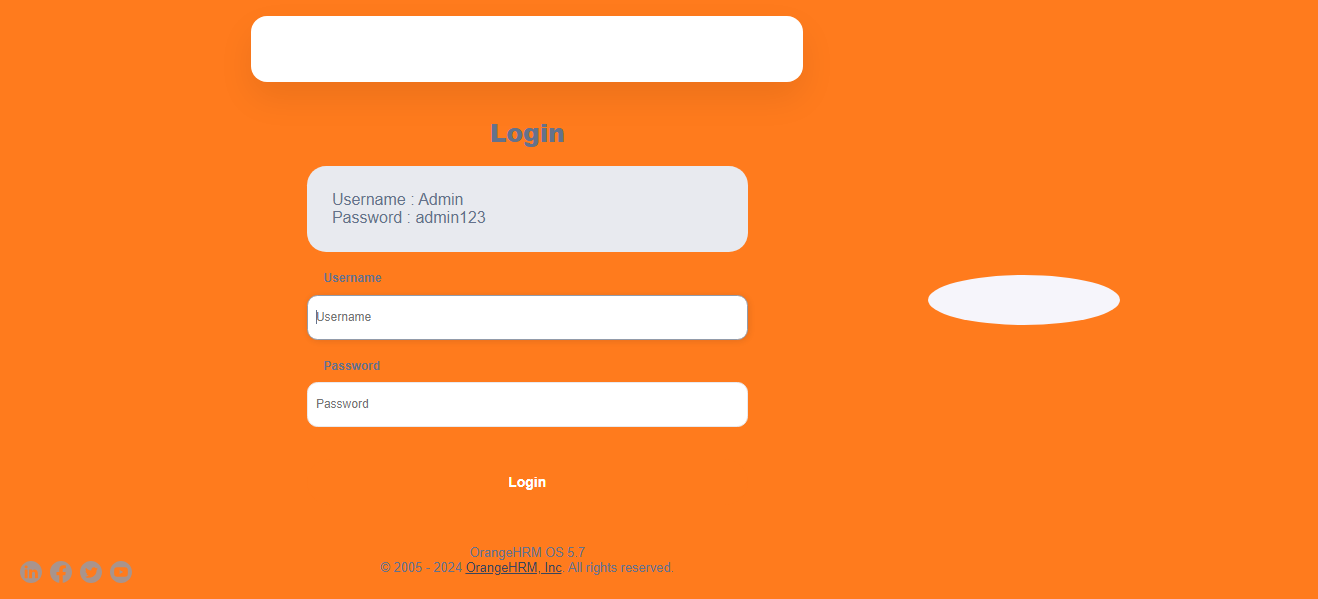 Login
Username : Admin
Password : admin123
Username
Username
Password
Password
Login
OrangeHRM OS 5.7
© 2005 - 2024 OrangeHRM, Inc. All rights reserved.